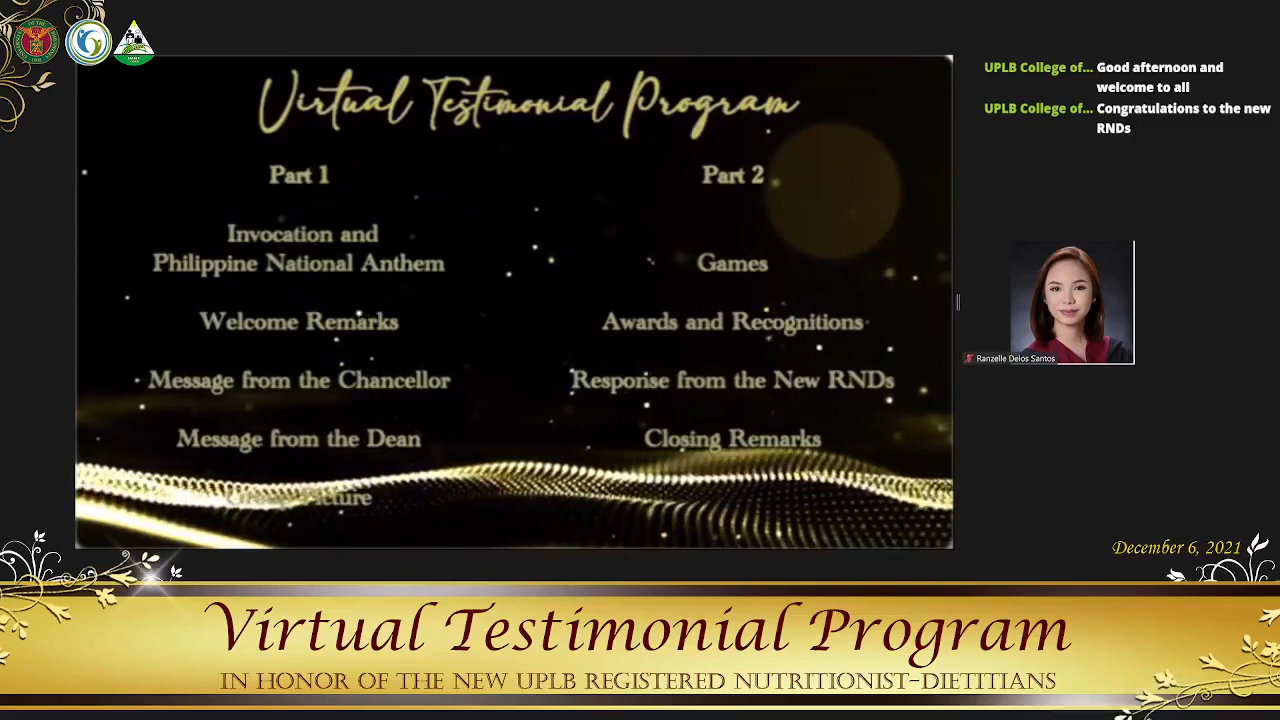 Virtual Testimonial Program
Part 1
Invocation and
Philippine National Anthem
Welcome Remarks
Message from the Chancellor
Message from the Dean
Picture
Part 2
Games
Awards and Recognitions
Response from the New RNDs
Closing Remarks
UPLB College of... Good afternoon and
welcome to all
UPLB College of... Congratulations to the new
RNDs
Ranzelle Delos Santos
December 6, 2021
Virtual Testimonial Program
IN HONOR OF THE NEW UPLB REGISTERED NUTRITIONIST-DIETITIANS